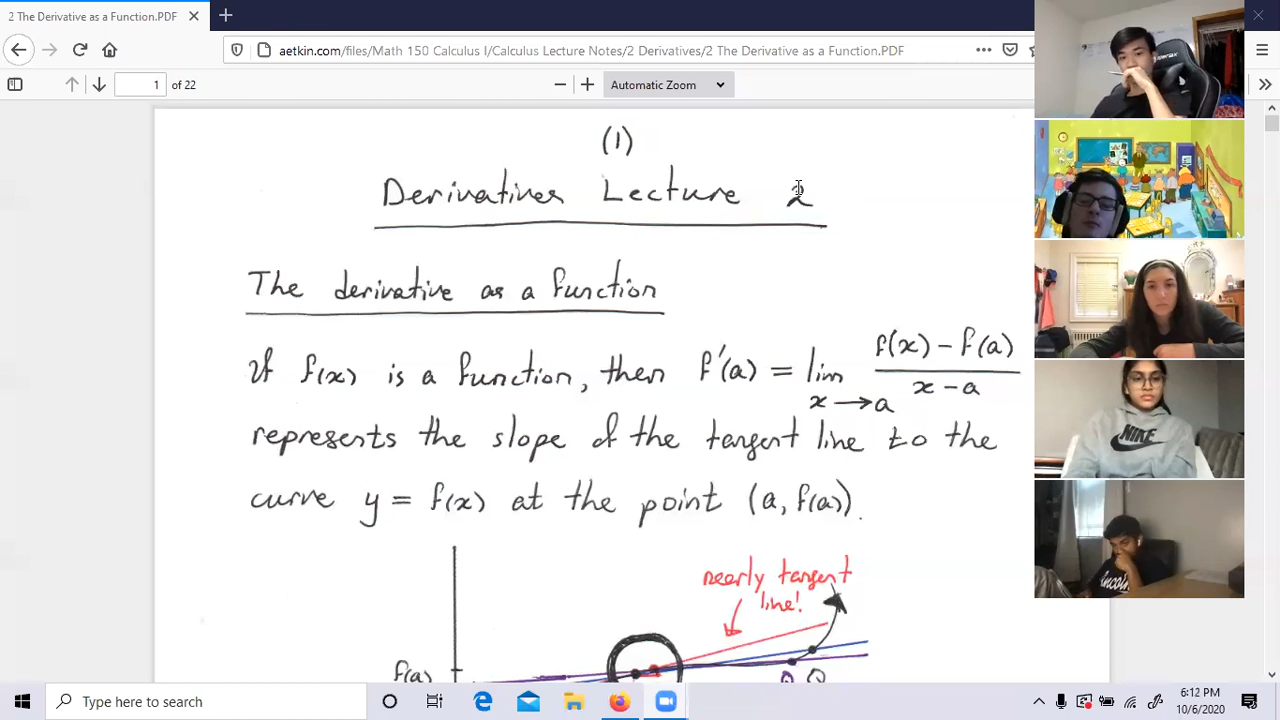 2 The Derivative as a Function.PDF
aetkin.com/files/Math 150 Calculus I/Calculus Lecture Notes/2 Derivatives/2 The Derivative as a Function.PDF
1 of 22
Automatic Zoom
(1)
Derivatives Lecture 2
The derivative as a function
If f(x) is a function, then f'(a) = lim x→a f(x) – f(a) / x – a
represents the slope of the tangent line to the
curve y = f(x) at the point (a, f(a)).
nearly tangent
line!
f(a)
Q
NIKE
Type here to search
6:12 PM
10/6/2020